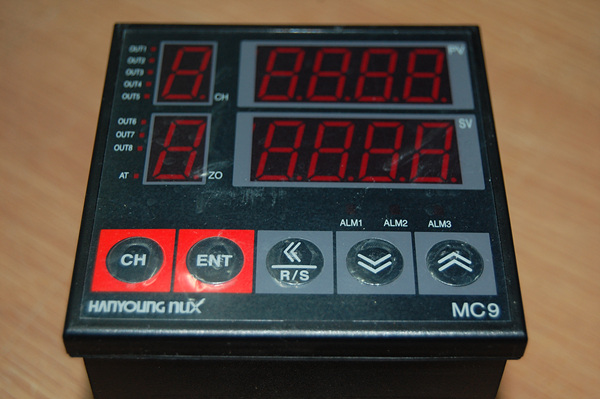 OUT1
OUT2
OUT3
OUT4
OUT5
CH
PV
OUT6
OUT7
OUT8
AT
ZO
SV
ALM1 ALM2 ALM3
CH ENT R/S
HANYOUNG NUX
MC9